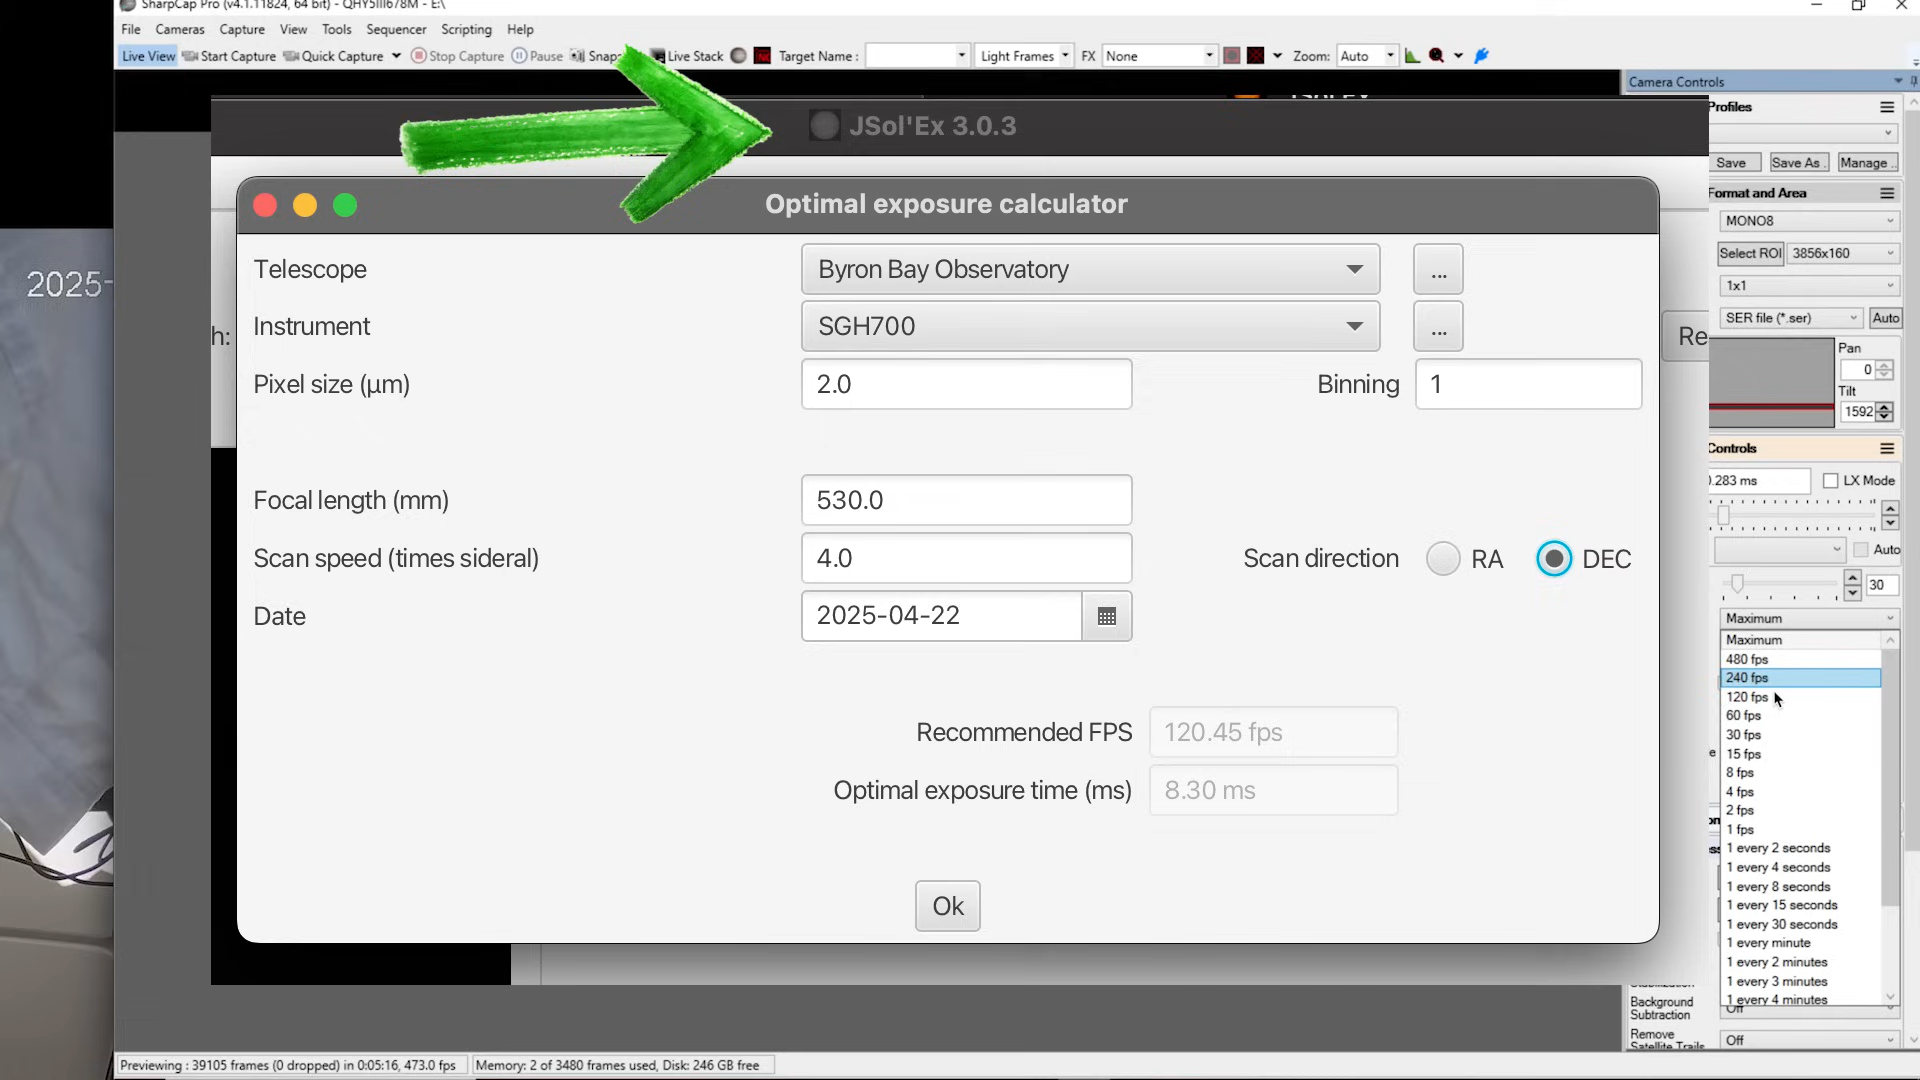 SharpCap Pro (v4.1.11824, 64 bit) - QHY5III678M - E:\
File Cameras Capture View Tools Sequencer Scripting Help
Live View Start Capture Quick Capture Stop Capture Pause Snap Live Stack Target Name : Light Frames FX None Zoom: Auto
Camera Controls
JSol'Ex 3.0.3
Profiles
Save Save As . Manage ..
Optimal exposure calculator
Format and Area
MONO8
Select ROI 3856x160
1x1
SER file (*.ser) Auto
Pan
0
Tilt
1592
2025-
h:
Re
Telescope Byron Bay Observatory ...
Instrument SGH700 ...
Pixel size (µm) 2.0 Binning 1
Focal length (mm) 530.0
Scan speed (times sideral) 4.0 Scan direction RA DEC
Date 2025-04-22
Recommended FPS 120.45 fps
Optimal exposure time (ms) 8.30 ms
Ok
Controls
0.283 ms LX Mode
Auto
30
Maximum
Maximum
480 fps
240 fps
120 fps
60 fps
30 fps
15 fps
8 fps
4 fps
2 fps
1 fps
1 every 2 seconds
1 every 4 seconds
1 every 8 seconds
1 every 15 seconds
1 every 30 seconds
1 every minute
1 every 2 minutes
1 every 3 minutes
1 every 4 minutes
Background
Subtraction
Off
Remove
Satellite Trails
Off
Previewing : 39105 frames (0 dropped) in 0:05:16, 473.0 fps Memory: 2 of 3480 frames used, Disk: 246 GB free